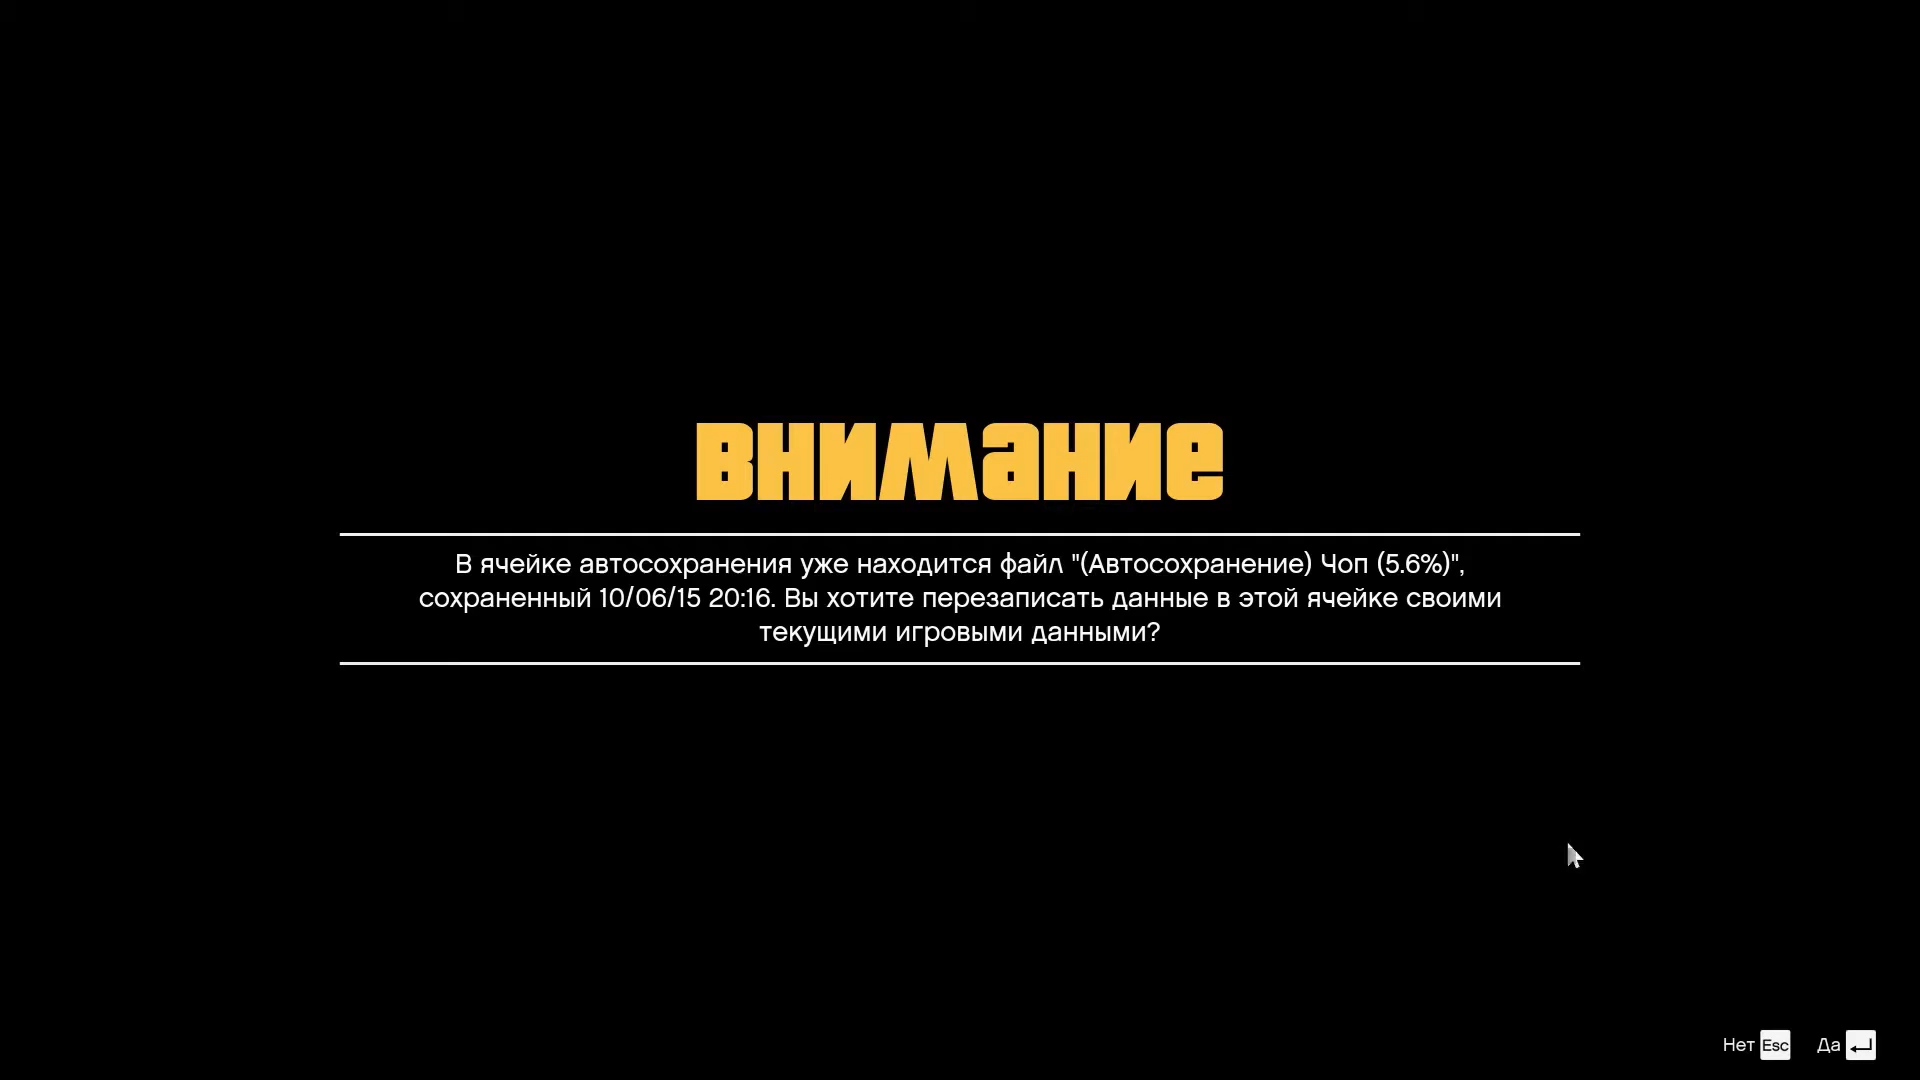 внимание
В ячейке автосохранения уже находится файл "(Автосохранение) Чоп (5.6%)",
сохраненный 10/06/15 20:16. Вы хотите перезаписать данные в этой ячейке своими
текущими игровыми данными?
Нет Esc Да